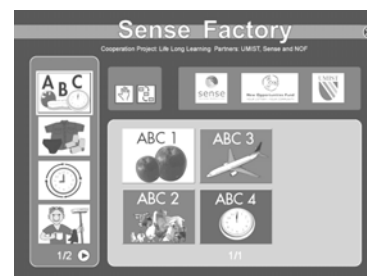 Sense Factory
Cooperation Project: Life Long Learning. Partners: UMIST, Sense and NOF
ABC
sense
New Opportunities Fund
UMIST
ABC 1
ABC 3
ABC 2
ABC 4
1/2
1/1